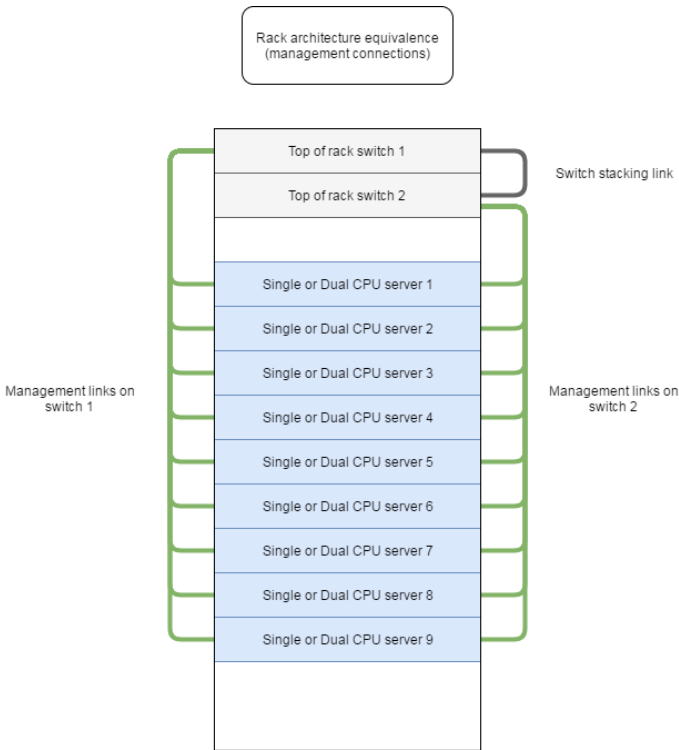 Rack architecture equivalence
(management connections)
Top of rack switch 1
Switch stacking link
Top of rack switch 2
Single or Dual CPU server 1
Single or Dual CPU server 2
Single or Dual CPU server 3
Management links on
switch 1
Management links on
switch 2
Single or Dual CPU server 4
Single or Dual CPU server 5
Single or Dual CPU server 6
Single or Dual CPU server 7
Single or Dual CPU server 8
Single or Dual CPU server 9